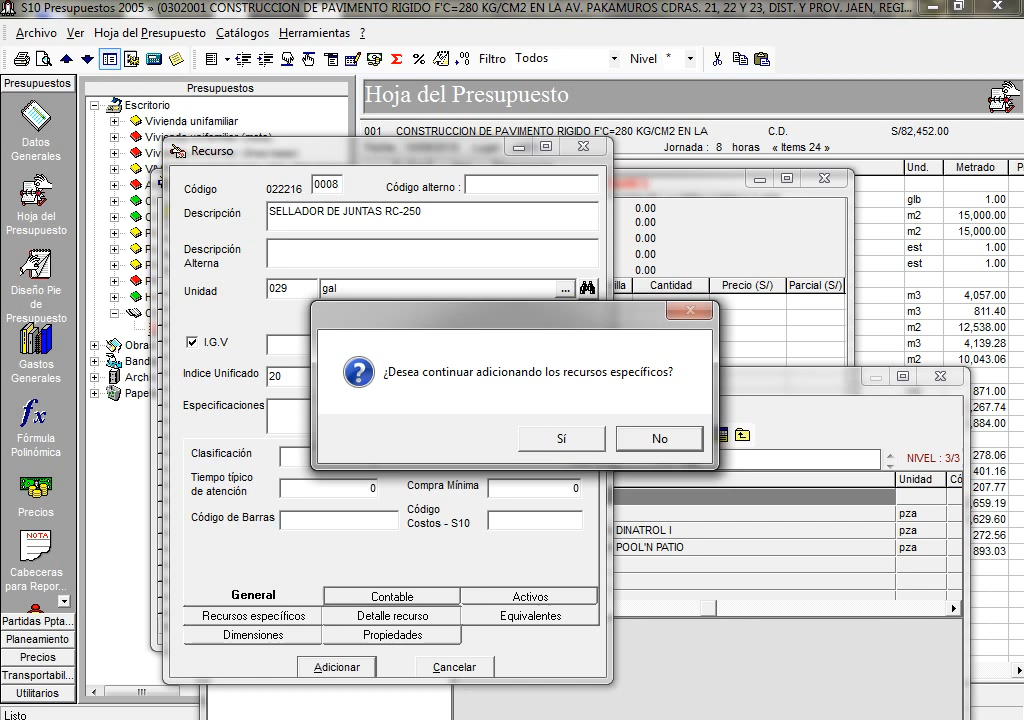 S10 Presupuestos 2005 » (0302001 CONSTRUCCION DE PAVIMENTO RIGIDO F'C=280 KG/CM2 EN LA AV. PAKAMUROS CDRAS. 21, 22 Y 23, DIST. Y PROV. JAEN, REGI...
Archivo Ver Hoja del Presupuesto Catálogos Herramientas ?
Filtro Todos Nivel *
Presupuestos
Datos Generales
Hoja del Presupuesto
Diseño Pie de Presupuesto
Gastos Generales
Fórmula Polinómica
Precios
NOTA
Cabeceras para Repor...
Partidas Ppta...
Planeamiento
Precios
Transportabil...
Utilitarios
Listo
Presupuestos
Escritorio
Vivienda unifamiliar
Obra
Band
Arch
Pape
Hoja del Presupuesto
001 CONSTRUCCION DE PAVIMENTO RIGIDO F'C=280 KG/CM2 EN LA C.D. S/82,452.00
Jornada : 8 horas « Items 24 »
Und. Metrado P
glb 1.00
m2 15,000.00
m2 15,000.00
est 1.00
est 1.00
m3 4,057.00
m3 811.40
m2 12,538.00
m3 4,139.28
m2 10,043.06
871.00
,267.74
,884.00
278.06
401.16
207.77
,659.19
,629.60
272.56
893.03
0.00
0.00
0.00
0.00
0.00
illa Cantidad Precio (S/) Parcial (S/)
NIVEL : 3/3
Unidad Có
pza
DINATROL I pza
POOL'N PATIO pza
Recurso
Código 022216 0008 Código alterno :
Descripción SELLADOR DE JUNTAS RC-250
Descripción Alterna
Unidad 029 gal ...
I.G.V
Indice Unificado 20
Especificaciones
Clasificación
Tiempo típico de atención 0 Compra Mínima 0
Código de Barras Código Costos - S10
General Contable Activos
Recursos específicos Detalle recurso Equivalentes
Dimensiones Propiedades
Adicionar Cancelar
¿Desea continuar adicionando los recursos específicos?
Sí No